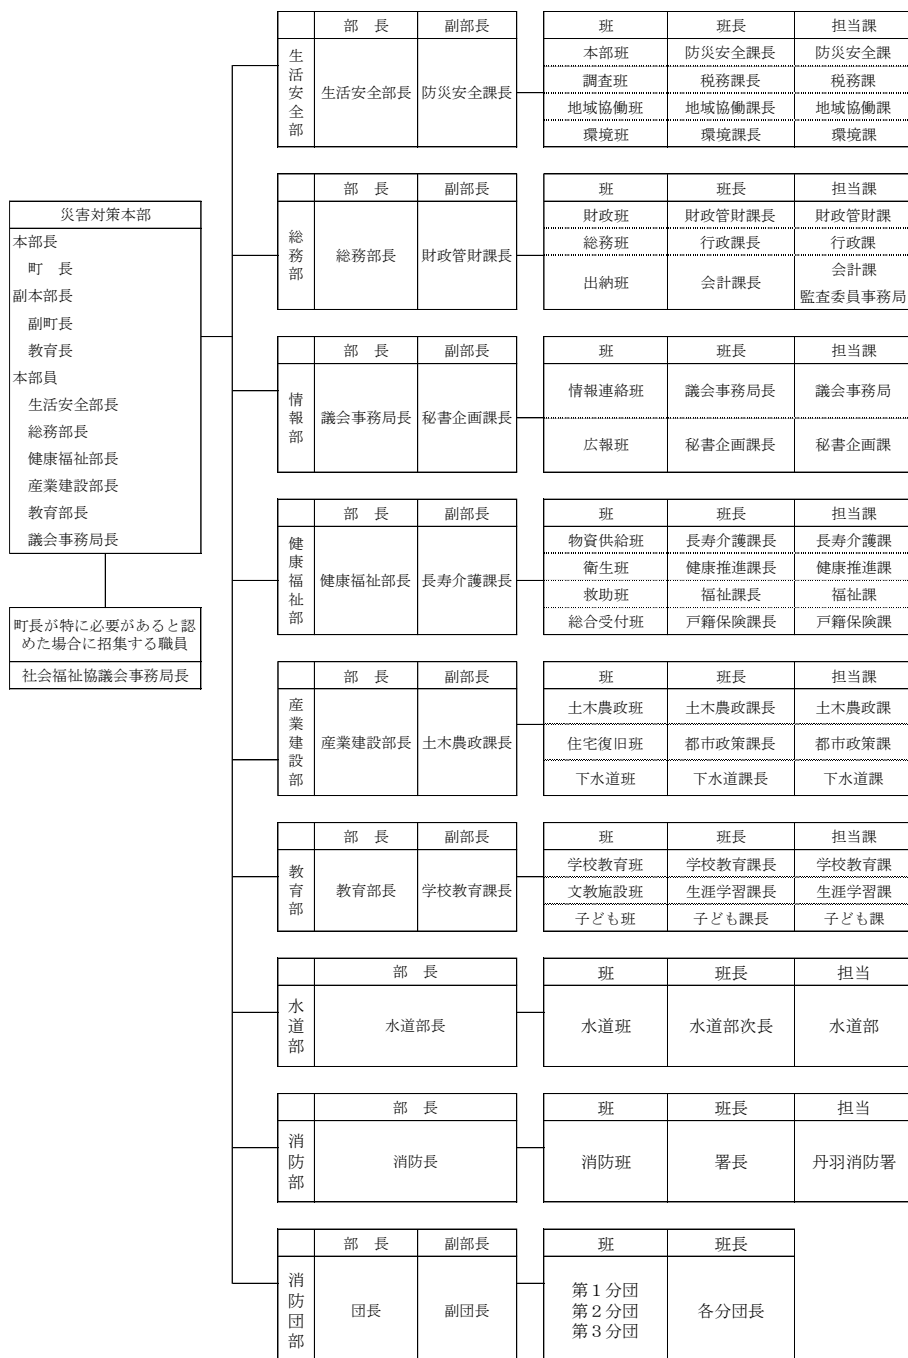 災害対策本部
本部長
町　長
副本部長
副町長
教育長
本部員
生活安全部長
総務部長
健康福祉部長
産業建設部長
教育部長
議会事務局長
町長が特に必要があると認
めた場合に招集する職員
社会福祉協議会事務局長
生活安全部
部　長 副部長
生活安全部長 防災安全課長
班 班長 担当課
本部班 防災安全課長 防災安全課
調査班 税務課長 税務課
地域協働班 地域協働課長 地域協働課
環境班 環境課長 環境課
総務部
部　長 副部長
総務部長 財政管財課長
班 班長 担当課
財政班 財政管財課長 財政管財課
総務班 行政課長 行政課
出納班 会計課長 会計課
監査委員事務局
情報部
部　長 副部長
議会事務局長 秘書企画課長
班 班長 担当課
情報連絡班 議会事務局長 議会事務局
広報班 秘書企画課長 秘書企画課
健康福祉部
部　長 副部長
健康福祉部長 長寿介護課長
班 班長 担当課
物資供給班 長寿介護課長 長寿介護課
衛生班 健康推進課長 健康推進課
救助班 福祉課長 福祉課
総合受付班 戸籍保険課長 戸籍保険課
産業建設部
部　長 副部長
産業建設部長 土木農政課長
班 班長 担当課
土木農政班 土木農政課長 土木農政課
住宅復旧班 都市政策課長 都市政策課
下水道班 下水道課長 下水道課
教育部
部　長 副部長
教育部長 学校教育課長
班 班長 担当課
学校教育班 学校教育課長 学校教育課
文教施設班 生涯学習課長 生涯学習課
子ども班 子ども課長 子ども課
水道部
部　長
水道部長
班 班長 担当
水道班 水道部次長 水道部
消防部
部　長
消防長
班 班長 担当
消防班 署長 丹羽消防署
消防団部
部　長 副部長
団長 副団長
班 班長
第１分団
第２分団
第３分団
各分団長